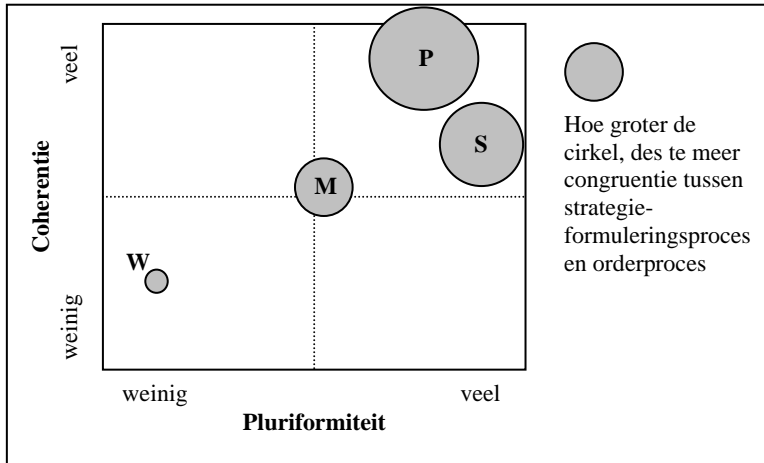 veel
Coherentie
weinig
P
S
M
W
weinig
veel
Pluriformiteit
Hoe groter de
cirkel, des te meer
congruentie tussen
strategie-
formuleringsproces
en orderproces